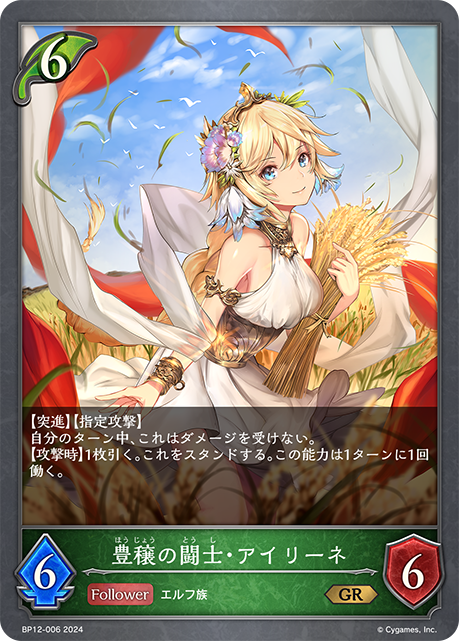 6
【突進】【指定攻撃】
自分のターン中、これはダメージを受けない。
【攻撃時】1枚引く。これをスタンドする。この能力は1ターンに1回
働く。
ほうじょう とうし
豊穣の闘士・アイリーネ
6
Follower エルフ族
GR
6
BP12-006 2024
© Cygames, Inc.